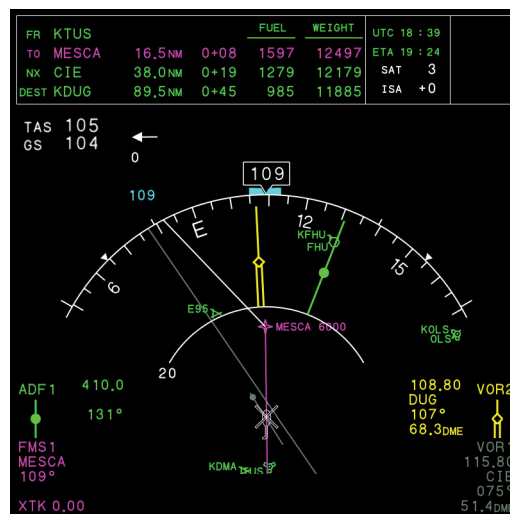 FUEL WEIGHT
FR KTUS
TO MESCA 16.5NM 0+08 1597 12497
NX CIE 38.0NM 0+19 1279 12179
DEST KDUG 89.5NM 0+45 985 11885
UTC 18:39
ETA 19:24
SAT 3
ISA +0
TAS 105
GS 104
0
109
109
E
12
15
6
KFHU
FHU
E95
MESCA 6000
KOLS
OLS
20
ADF1 410.0
131°
FMS1
MESCA
109°
XTK 0.00
KDMA
108.80 VOR2
DUG
107°
68.3DME
VOR1
115.80
CIE
075°
51.4DME